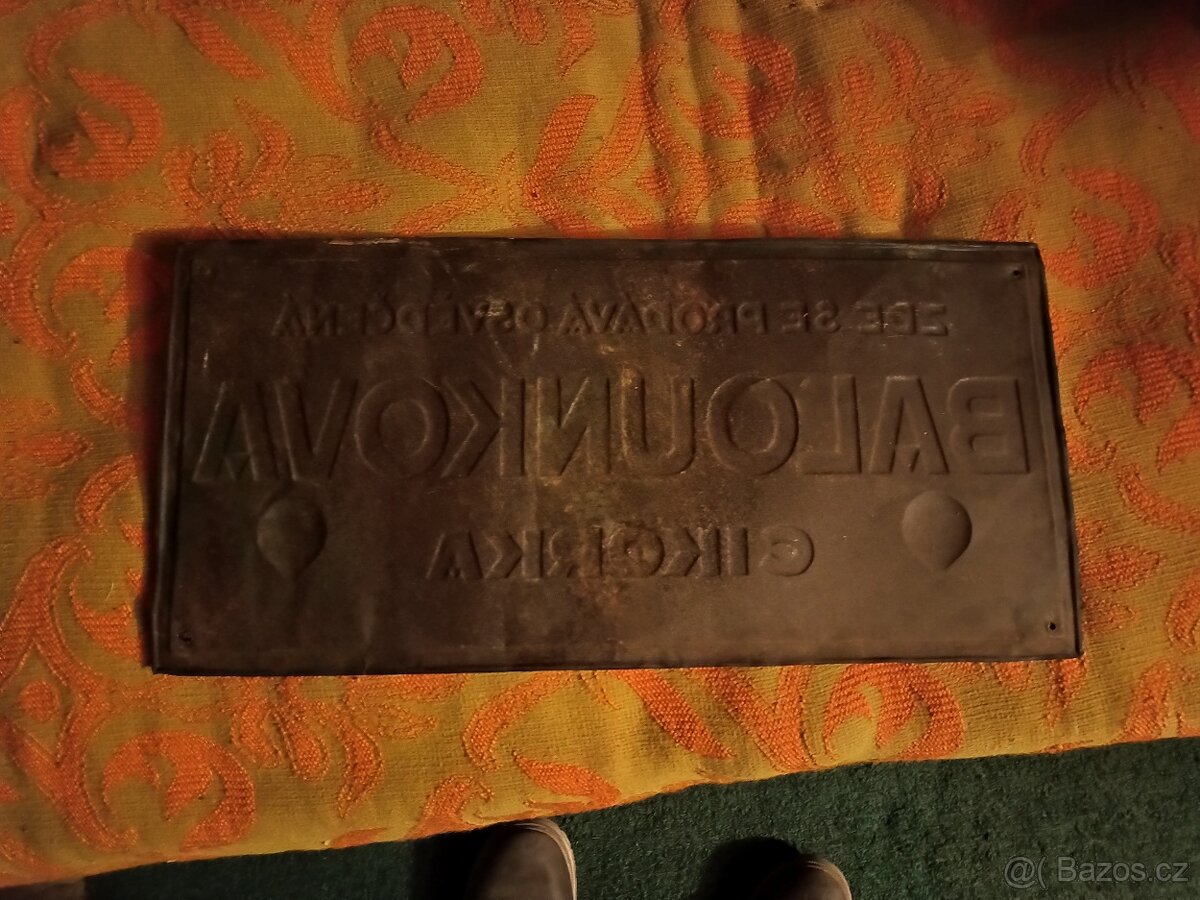 ZDE SE PRODÁVÁ OSVĚDČENÁ
BALOUNKOVA
CIKORKA
@( Bazos.cz